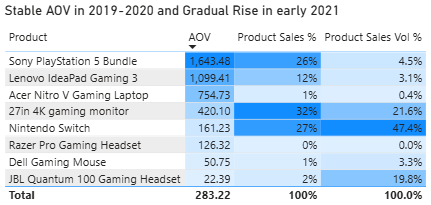 Stable AOV in 2019-2020 and Gradual Rise in early 2021
Product AOV Product Sales % Product Sales Vol %
Sony PlayStation 5 Bundle 1,643.48 26% 4.5%
Lenovo IdeaPad Gaming 3 1,099.41 12% 3.1%
Acer Nitro V Gaming Laptop 754.73 1% 0.4%
27in 4K gaming monitor 420.10 32% 21.6%
Nintendo Switch 161.23 27% 47.4%
Razer Pro Gaming Headset 126.32 0% 0.0%
Dell Gaming Mouse 50.75 1% 3.3%
JBL Quantum 100 Gaming Headset 22.39 2% 19.8%
Total 283.22 100% 100.0%